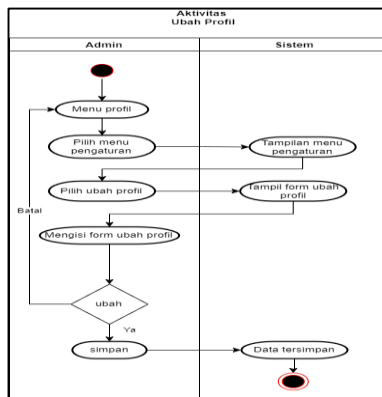 Aktivitas
Ubah Profil
Admin
Sistem
Menu profil
Pilih menu
pengaturan
Tampilan menu
pengaturan
Pilih ubah profil
Tampil form ubah
profil
Batal
Mengisi form ubah profil
ubah
Ya
simpan
Data tersimpan